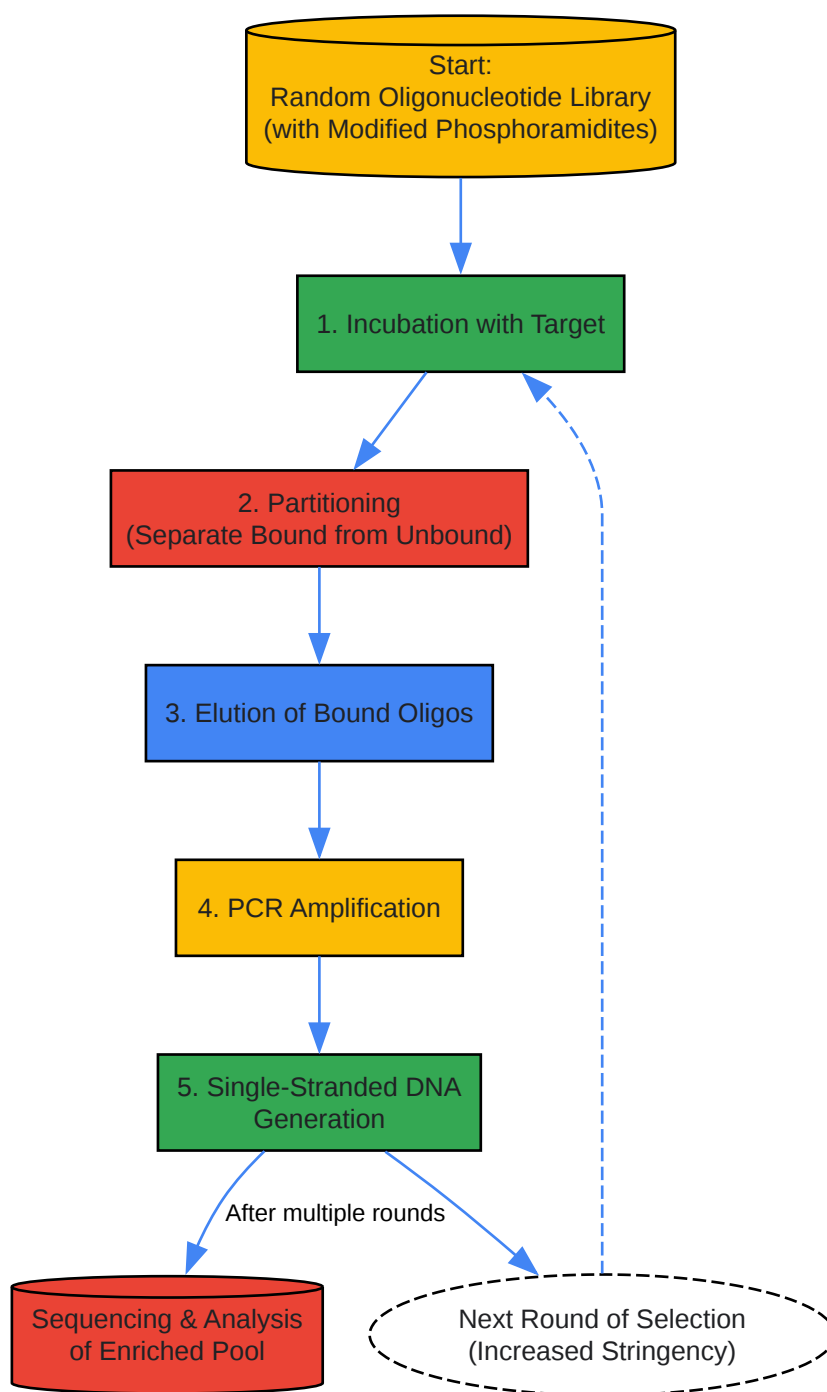 Start:
Random Oligonucleotide Library
(with Modified Phosphoramidites)
1. Incubation with Target
2. Partitioning
(Separate Bound from Unbound)
3. Elution of Bound Oligos
4. PCR Amplification
5. Single-Stranded DNA
Generation
After multiple rounds
Sequencing & Analysis
of Enriched Pool
Next Round of Selection
(Increased Stringency)